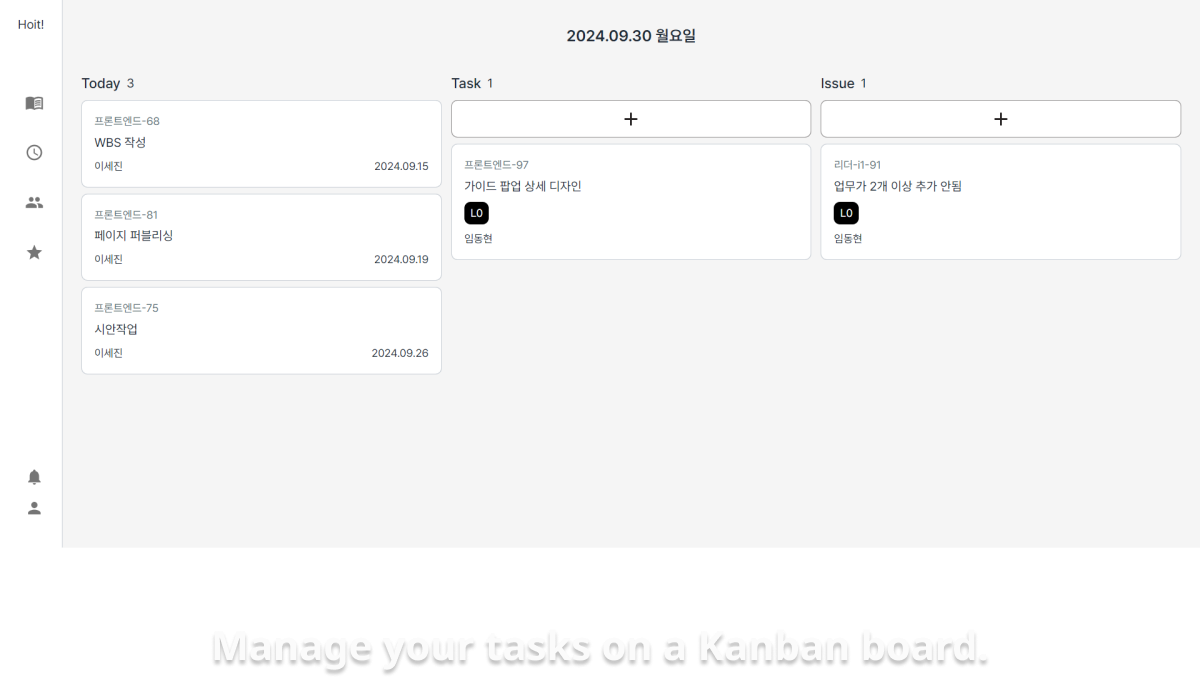 Hoit!
2024.09.30 월요일
Today 3
프론트엔드-68
WBS 작성
이세진 2024.09.15
프론트엔드-81
페이지 퍼블리싱
이세진 2024.09.19
프론트엔드-75
시안작업
이세진 2024.09.26
Task 1
+
프론트엔드-97
가이드 팝업 상세 디자인
L0
임동현
Issue 1
+
리더-i1-91
업무가 2개 이상 추가 안됨
L0
임동현
Manage your tasks on a Kanban board.